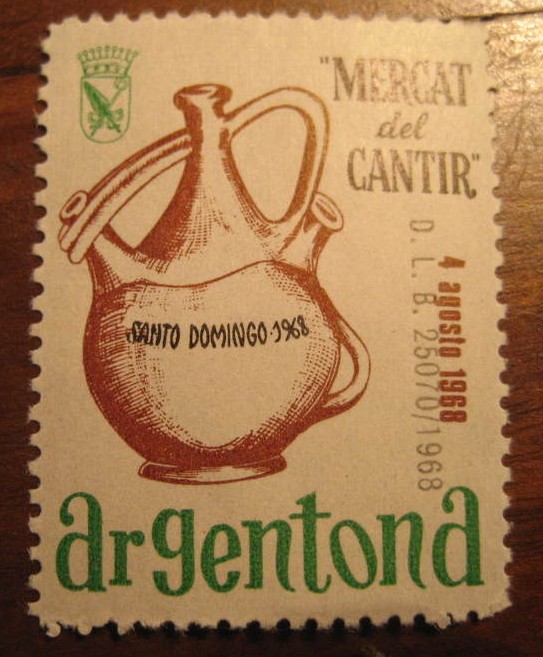 "MERCAT
del
CANTIR"
SANTO DOMINGO·1968
4 agosto 1968
D. L. B. 25070/1968
argentona